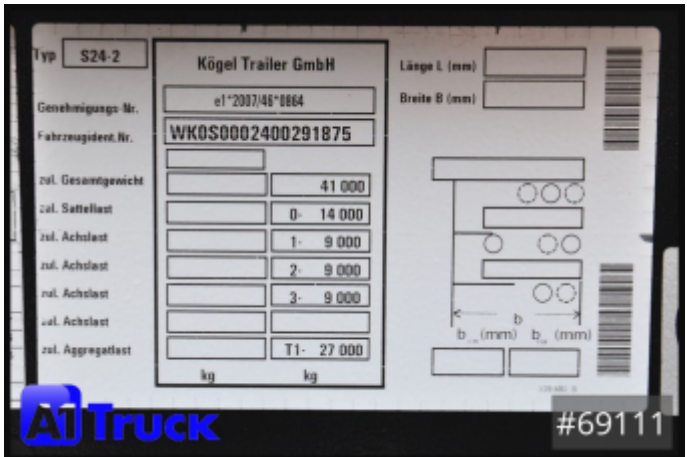 Typ S24-2
Kögel Trailer GmbH
Länge L (mm)
Breite B (mm)
Genehmigungs-Nr. e1*2007/46*0864
Fahrzeugident.Nr. WK0S0002400291875
zul. Gesamtgewicht 41 000
zul. Sattellast 0- 14 000
zul. Achslast 1- 9 000
zul. Achslast 2- 9 000
zul. Achslast 3- 9 000
zul. Achslast
zul. Aggregatlast T1- 27 000
kg kg
b
(mm) (mm)
A1 Truck
#69111